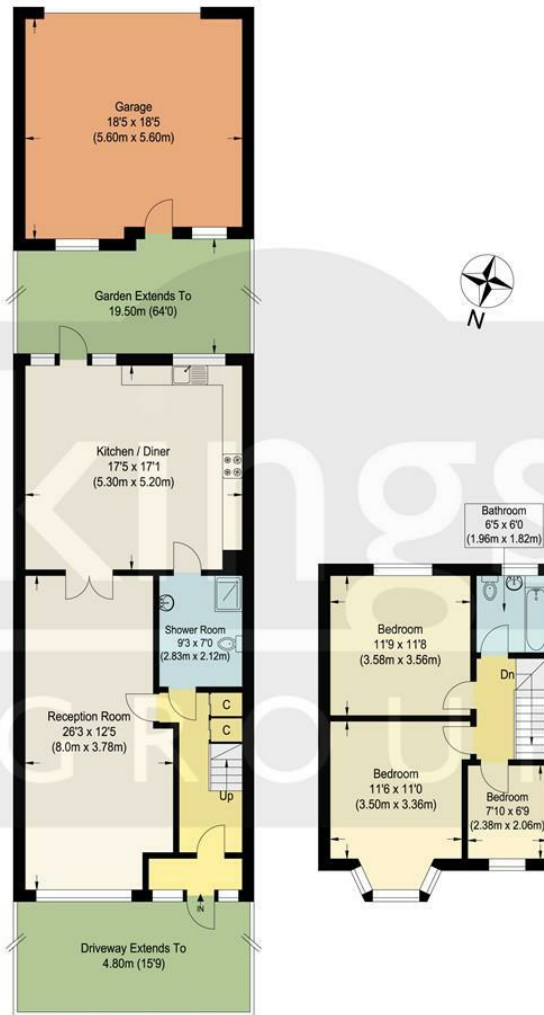 Garage
18'5 x 18'5
(5.60m x 5.60m)
Garden Extends To
19.50m (64'0)
N
Kitchen / Diner
17'5 x 17'1
(5.30m x 5.20m)
Shower Room
9'3 x 7'0
(2.83m x 2.12m)
C
C
Reception Room
26'3 x 12'5
(8.0m x 3.78m)
Up
IN
Driveway Extends To
4.80m (15'9)
Bathroom
6'5 x 6'0
(1.96m x 1.82m)
Bedroom
11'9 x 11'8
(3.58m x 3.56m)
Dn
Bedroom
11'6 x 11'0
(3.50m x 3.36m)
Bedroom
7'10 x 6'9
(2.38m x 2.06m)
kings
GROUP